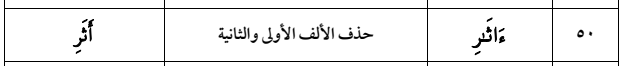 ٥٠ ءَاثَـٰرِ حذف الألف الأولى والثانية أَثَرِ